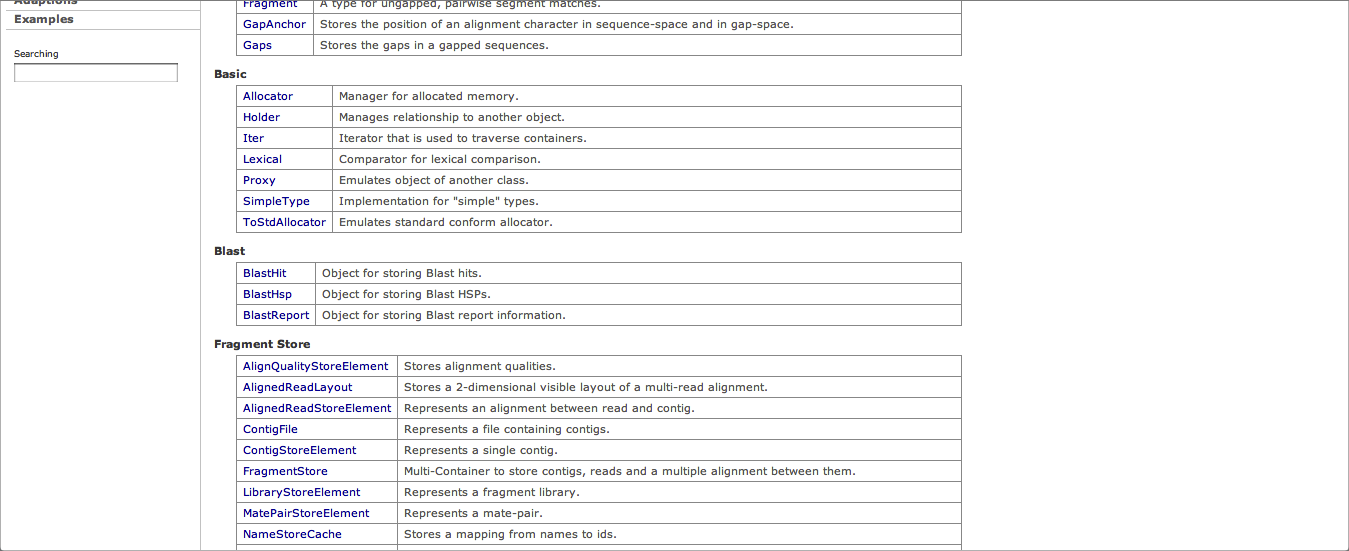 Adaptions
Examples
Searching
Fragment A type for ungapped, pairwise segment matches.
GapAnchor Stores the position of an alignment character in sequence-space and in gap-space.
Gaps Stores the gaps in a gapped sequences.
Basic
Allocator Manager for allocated memory.
Holder Manages relationship to another object.
Iter Iterator that is used to traverse containers.
Lexical Comparator for lexical comparison.
Proxy Emulates object of another class.
SimpleType Implementation for "simple" types.
ToStdAllocator Emulates standard conform allocator.
Blast
BlastHit Object for storing Blast hits.
BlastHsp Object for storing Blast HSPs.
BlastReport Object for storing Blast report information.
Fragment Store
AlignQualityStoreElement Stores alignment qualities.
AlignedReadLayout Stores a 2-dimensional visible layout of a multi-read alignment.
AlignedReadStoreElement Represents an alignment between read and contig.
ContigFile Represents a file containing contigs.
ContigStoreElement Represents a single contig.
FragmentStore Multi-Container to store contigs, reads and a multiple alignment between them.
LibraryStoreElement Represents a fragment library.
MatePairStoreElement Represents a mate-pair.
NameStoreCache Stores a mapping from names to ids.